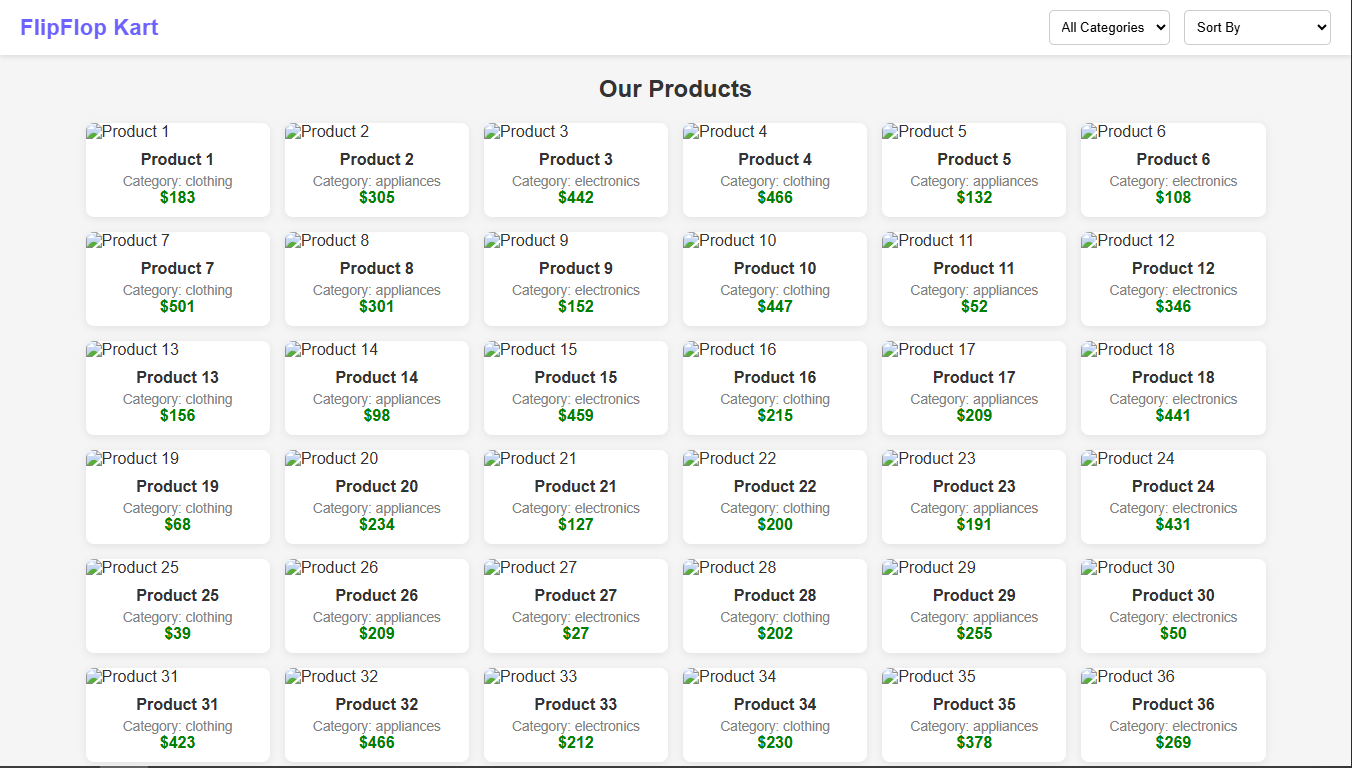 FlipFlop Kart
All Categories
Sort By
Our Products
Product 1
Product 2
Product 3
Product 4
Product 5
Product 6
Product 1
Product 2
Product 3
Product 4
Product 5
Product 6
Category: clothing
Category: appliances
Category: electronics
Category: clothing
Category: appliances
Category: electronics
$183
$305
$442
$466
$132
$108
Product 7
Product 8
Product 9
Product 10
Product 11
Product 12
Product 7
Product 8
Product 9
Product 10
Product 11
Product 12
Category: clothing
Category: appliances
Category: electronics
Category: clothing
Category: appliances
Category: electronics
$501
$301
$152
$447
$52
$346
Product 13
Product 14
Product 15
Product 16
Product 17
Product 18
Product 13
Product 14
Product 15
Product 16
Product 17
Product 18
Category: clothing
Category: appliances
Category: electronics
Category: clothing
Category: appliances
Category: electronics
$156
$98
$459
$215
$209
$441
Product 19
Product 20
Product 21
Product 22
Product 23
Product 24
Product 19
Product 20
Product 21
Product 22
Product 23
Product 24
Category: clothing
Category: appliances
Category: electronics
Category: clothing
Category: appliances
Category: electronics
$68
$234
$127
$200
$191
$431
Product 25
Product 26
Product 27
Product 28
Product 29
Product 30
Product 25
Product 26
Product 27
Product 28
Product 29
Product 30
Category: clothing
Category: appliances
Category: electronics
Category: clothing
Category: appliances
Category: electronics
$39
$209
$27
$202
$255
$50
Product 31
Product 32
Product 33
Product 34
Product 35
Product 36
Product 31
Product 32
Product 33
Product 34
Product 35
Product 36
Category: clothing
Category: appliances
Category: electronics
Category: clothing
Category: appliances
Category: electronics
$423
$466
$212
$230
$378
$269